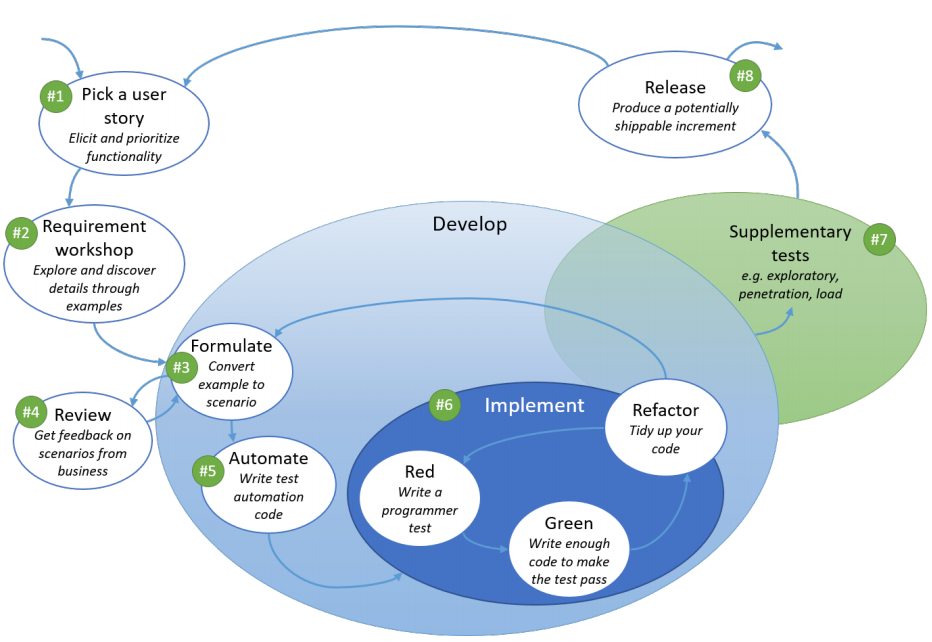 #1
Pick a user
story
Elicit and prioritize
functionality
#2
Requirement
workshop
Explore and discover
details through
examples
#3
Formulate
Convert
example to
scenario
#4
Review
Get feedback on
scenarios from
business
#5
Automate
Write test
automation
code
Develop
#6
Implement
Red
Write a
programmer
test
Green
Write enough
code to make
the test pass
Refactor
Tidy up your
code
#7
Supplementary
tests
e.g. exploratory,
penetration, load
#8
Release
Produce a potentially
shippable increment